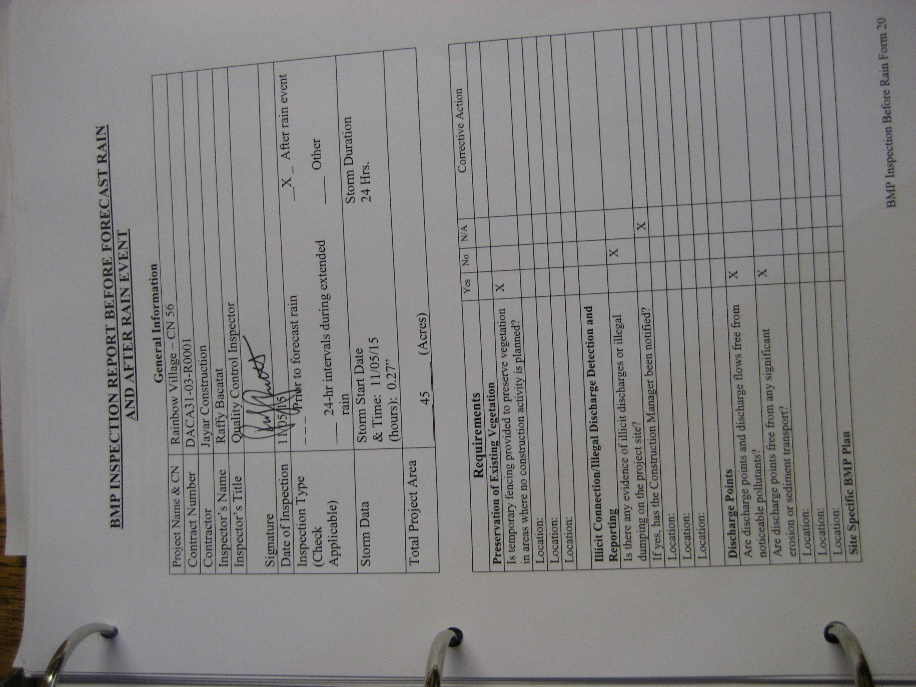 BMP INSPECTION REPORT BEFORE FORECAST RAIN
AND AFTER RAIN EVENT
General Information
Project Name & CN Rainbow Village – CN 56
Contract Number DACA31-03-R0001
Contractor Jayar Construction
Inspector's Name Raffy Bacatat
Inspector's Title Quality Control Inspector
Signature
Date of Inspection 11/05/15
Inspection Type ___ Prior to forecast rain _X_ After rain event
(Check
Applicable) 24-hr intervals during extended ___ Other
rain
Storm Data Storm Start Date Storm Duration
& Time: 11/05/15 24 Hrs.
(hours): 0.27"
Total Project Area 45 (Acres)
Requirements Yes No N/A Corrective Action
Preservation of Existing Vegetation
Is temporary fencing provided to preserve vegetation X
in areas where no construction activity is planned?
Location:
Location:
Location:
Illicit Connection/Illegal Discharge Detection and
Reporting
Is there any evidence of illicit discharges or illegal X
dumping on the project site?
If yes, has the Construction Manager been notified? X
Location:
Location:
Location:
Discharge Points
Are discharge points and discharge flows free from X
noticeable pollutants?
Are discharge points free from any significant X
erosion or sediment transport?
Location:
Location:
Location:
Site Specific BMP Plan
BMP Inspection Before Rain Form 20